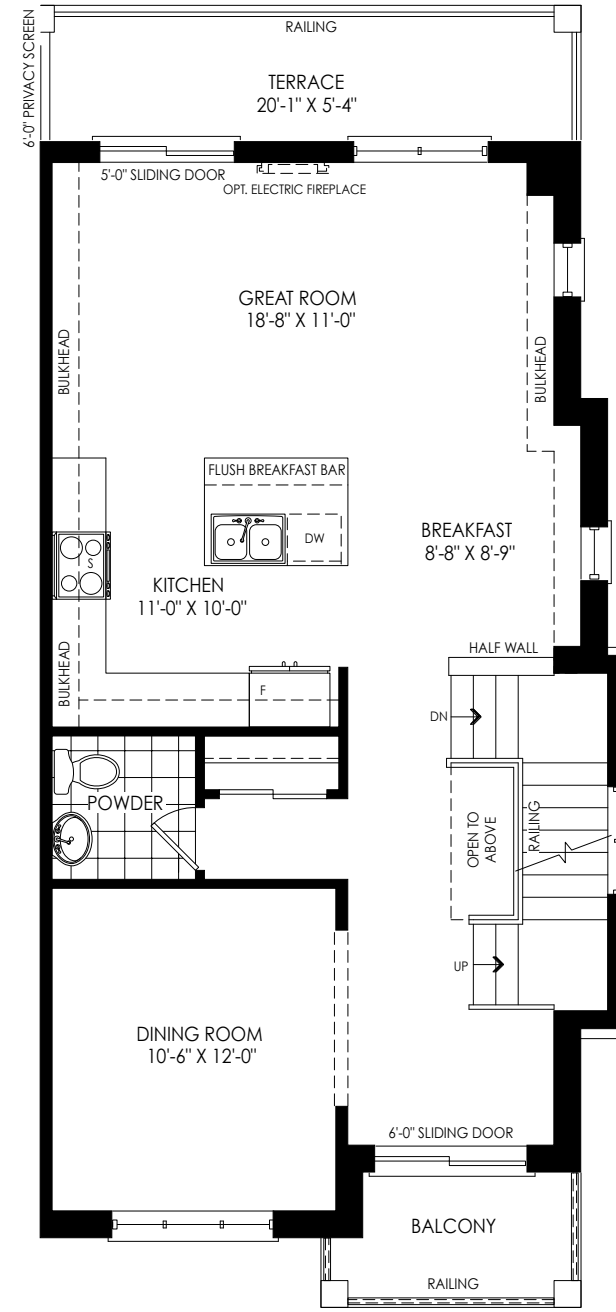 RAILING
6'-0" PRIVACY SCREEN
TERRACE
20'-1" X 5'-4"
5'-0" SLIDING DOOR
OPT. ELECTRIC FIREPLACE
GREAT ROOM
18'-8" X 11'-0"
BULKHEAD
BULKHEAD
FLUSH BREAKFAST BAR
DW
BREAKFAST
8'-8" X 8'-9"
S
KITCHEN
11'-0" X 10'-0"
BULKHEAD
HALF WALL
F
DN
POWDER
OPEN TO
ABOVE
RAILING
UP
DINING ROOM
10'-6" X 12'-0"
6'-0" SLIDING DOOR
BALCONY
RAILING